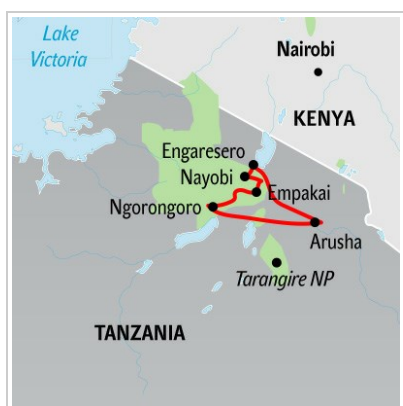 Lake
Victoria
Nairobi
KENYA
Engaresero
Nayobi
Empakai
Ngorongoro
Arusha
Tarangire NP
TANZANIA